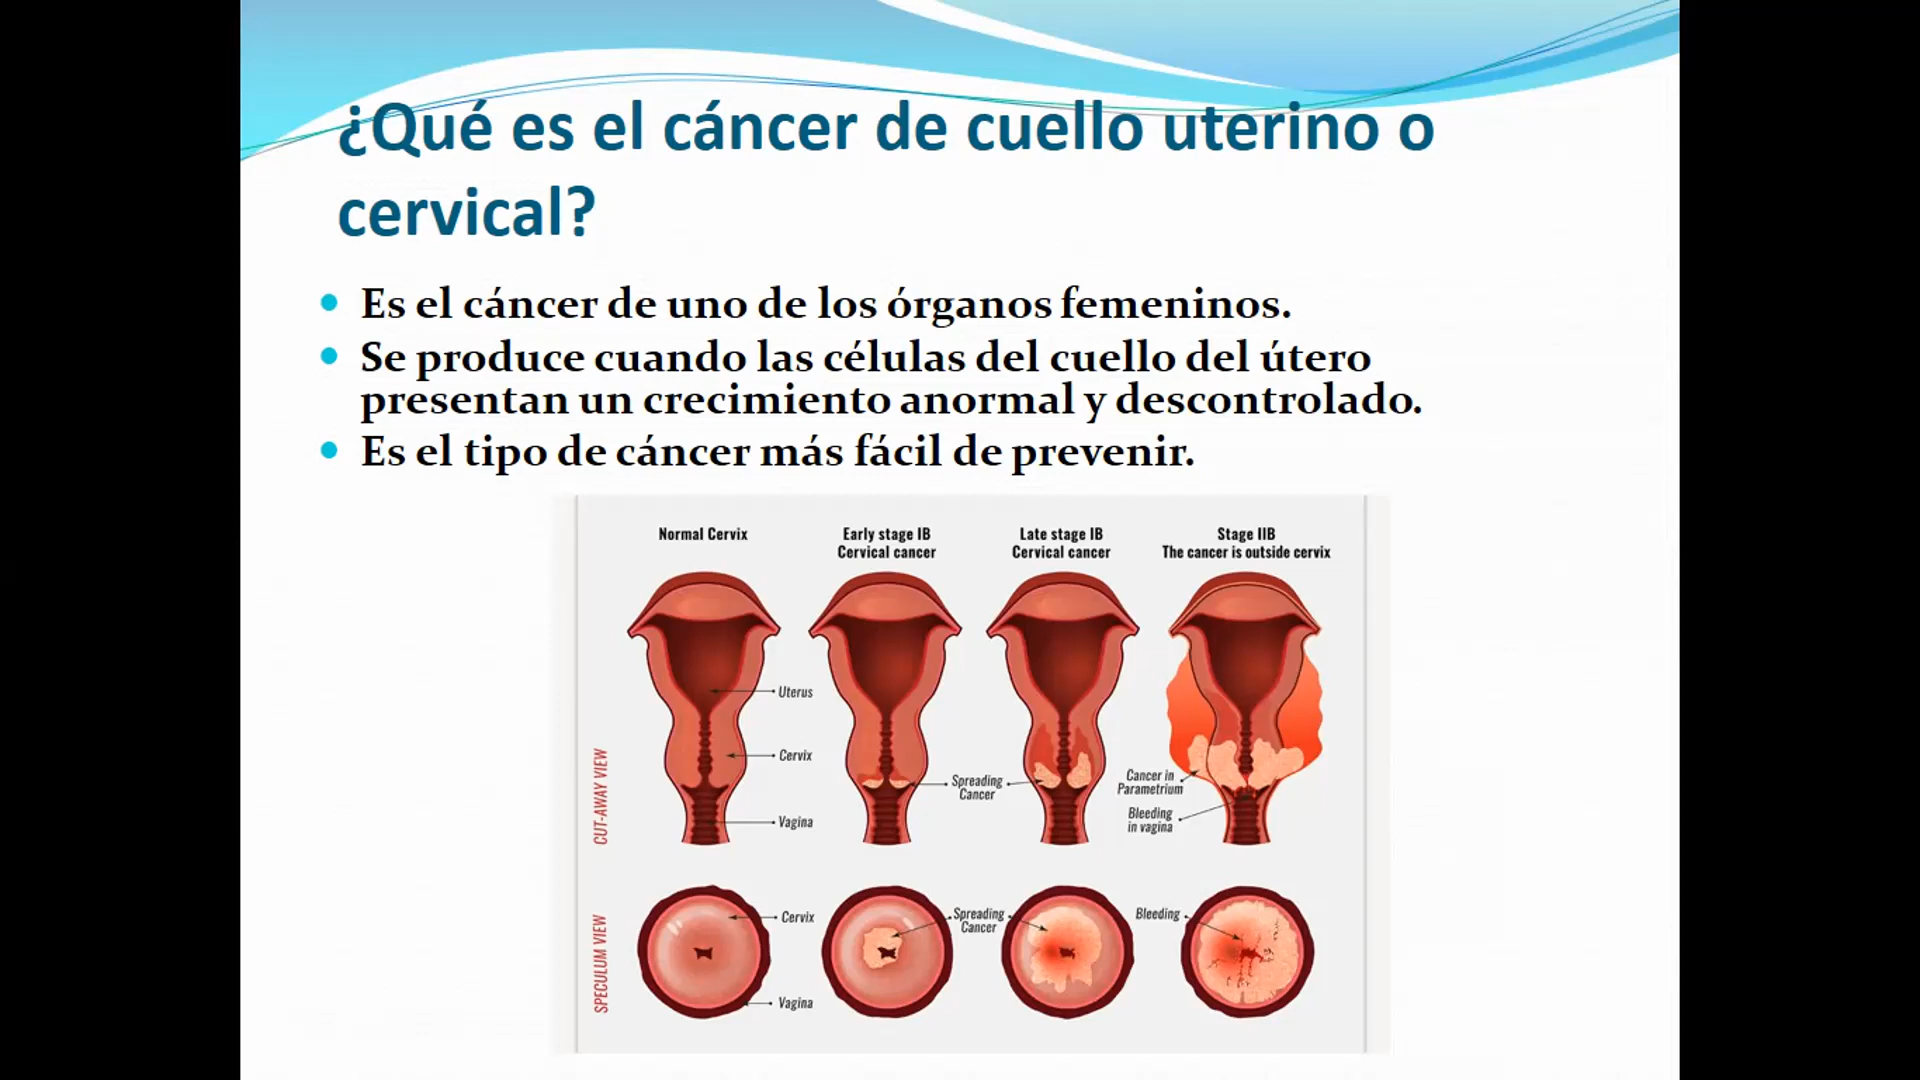 ¿Qué es el cáncer de cuello uterino o
cervical?
Es el cáncer de uno de los órganos femeninos.
Se produce cuando las células del cuello del útero
presentan un crecimiento anormal y descontrolado.
Es el tipo de cáncer más fácil de prevenir.
Normal Cervix
Early stage IB
Cervical cancer
Late stage IB
Cervical cancer
Stage IIB
The cancer is outside cervix
CUT-AWAY VIEW
Uterus
Cervix
Vagina
Spreading
Cancer
Cancer in
Parametrium
Bleeding
in vagina
SPECULUM VIEW
Cervix
Vagina
Spreading
Cancer
Bleeding